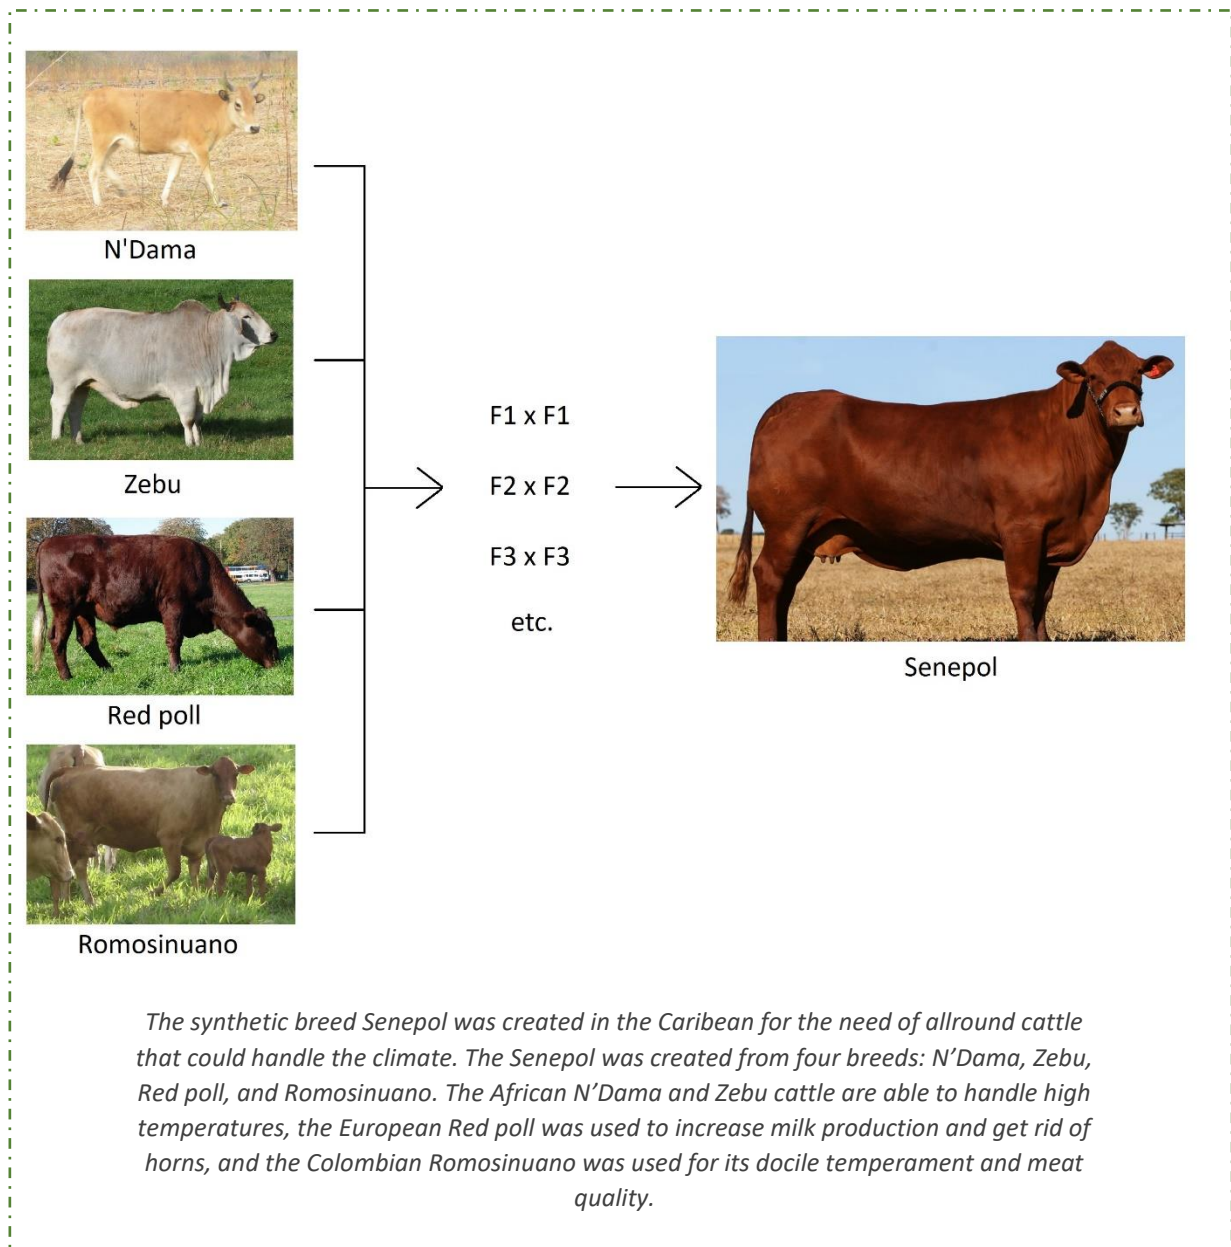 N'Dama
Zebu
Red poll
Romosinuano
F1 x F1
F2 x F2
F3 x F3
etc.
Senepol
The synthetic breed Senepol was created in the Caribean for the need of allround cattle
that could handle the climate. The Senepol was created from four breeds: N’Dama, Zebu,
Red poll, and Romosinuano. The African N’Dama and Zebu cattle are able to handle high
temperatures, the European Red poll was used to increase milk production and get rid of
horns, and the Colombian Romosinuano was used for its docile temperament and meat
quality.